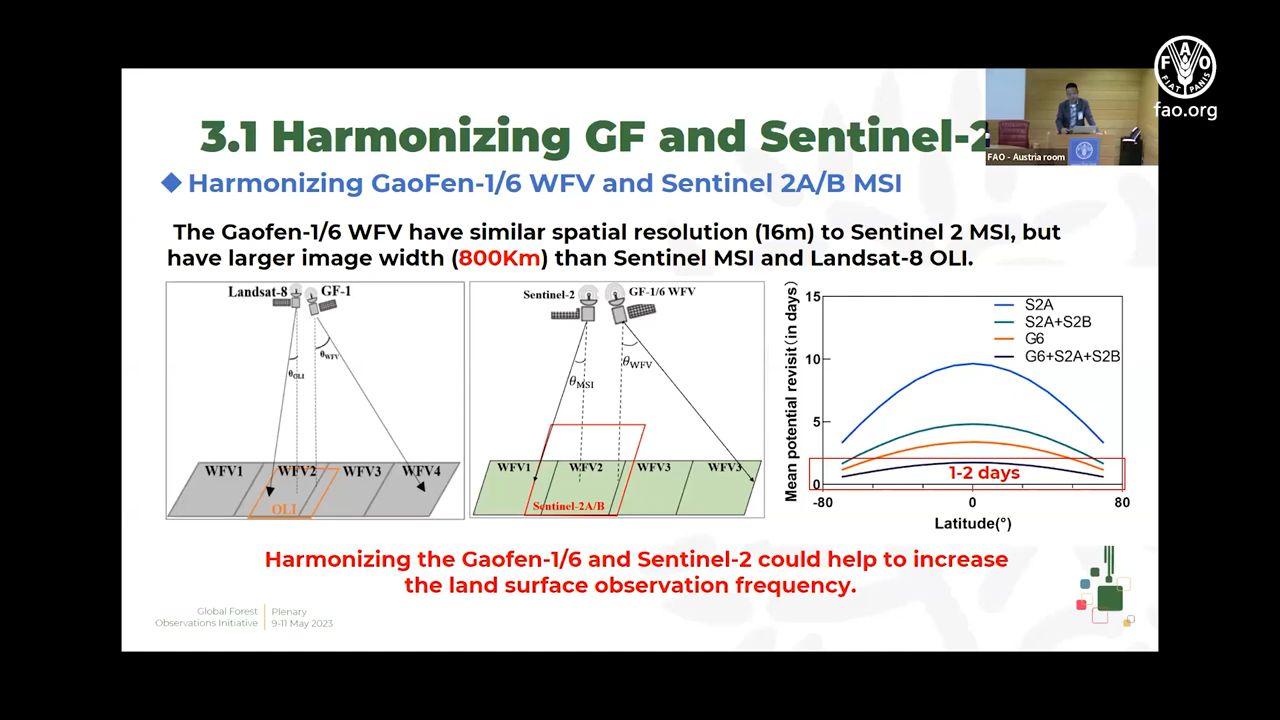 FAO
FIAT PANIS
fao.org
3.1 Harmonizing GF and Sentinel-2
FAO - Austria room
Harmonizing GaoFen-1/6 WFV and Sentinel 2A/B MSI
The Gaofen-1/6 WFV have similar spatial resolution (16m) to Sentinel 2 MSI, but
have larger image width (800Km) than Sentinel MSI and Landsat-8 OLI.
Landsat-8 GF-1
θWFV
θOLI
WFV1 WFV2 WFV3 WFV4
OLI
Sentinel-2 GF-1/6 WFV
θWFV
θMSI
WFV1 WFV2 WFV3 WFV3
Sentinel-2A/B
Mean potential revisit (in days)
15
10
5
0
S2A
S2A+S2B
G6
G6+S2A+S2B
1-2 days
-80 0 80
Latitude(°)
Harmonizing the Gaofen-1/6 and Sentinel-2 could help to increase
the land surface observation frequency.
Global Forest
Observations Initiative
Plenary
9-11 May 2023